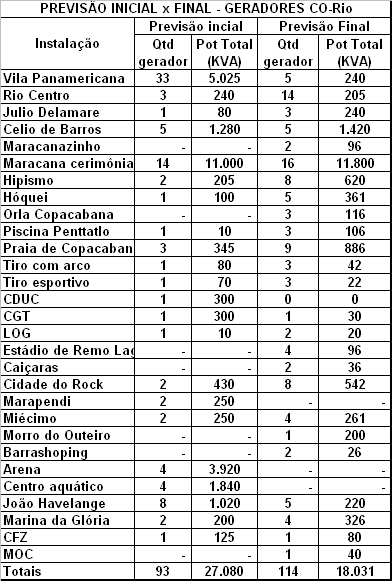 PREVISÃO INICIAL x FINAL - GERADORES CO-Rio
Instalação Previsão incial Previsão Final
Qtd gerador Pot Total (KVA) Qtd gerador Pot Total (KVA)
Vila Panamericana 33 5.025 5 240
Rio Centro 3 240 14 205
Julio Delamare 1 80 3 240
Celio de Barros 5 1.280 5 1.420
Maracanazinho - - 2 96
Maracana cerimônia 14 11.000 16 11.800
Hipismo 2 205 8 620
Hóquei 1 100 5 361
Orla Copacabana - - 3 116
Piscina Penttatlo 1 10 3 106
Praia de Copacaban 3 345 9 886
Tiro com arco 1 80 3 42
Tiro esportivo 1 70 3 22
CDUC 1 300 0 0
CGT 1 300 1 30
LOG 1 10 2 20
Estádio de Remo Lag - - 4 96
Caiçaras - - 2 36
Cidade do Rock 2 430 8 542
Marapendi 2 250 - -
Miécimo 2 250 4 261
Morro do Outeiro - - 1 200
Barrashoping - - 2 26
Arena 4 3.920 - -
Centro aquático 4 1.840 - -
João Havelange 8 1.020 5 220
Marina da Glória 2 200 4 326
CFZ 1 125 1 80
MOC - - 1 40
Totais 93 27.080 114 18.031